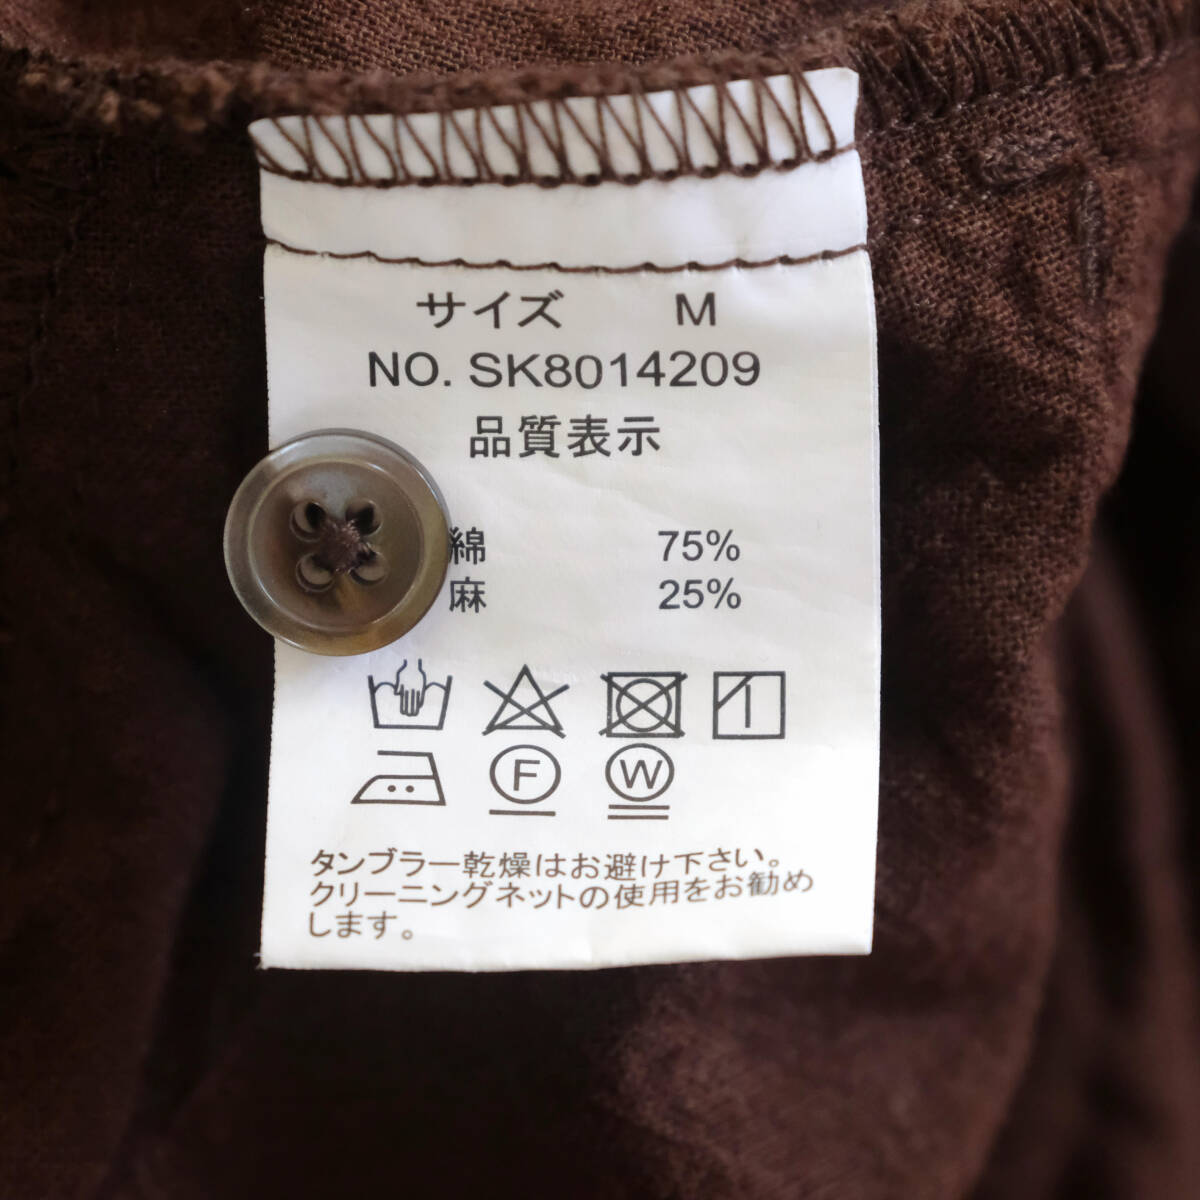 サイズ M
NO. SK8014209
品質表示
綿 75%
麻 25%
F W
タンブラー乾燥はお避け下さい。
クリーニングネットの使用をお勧め
します。